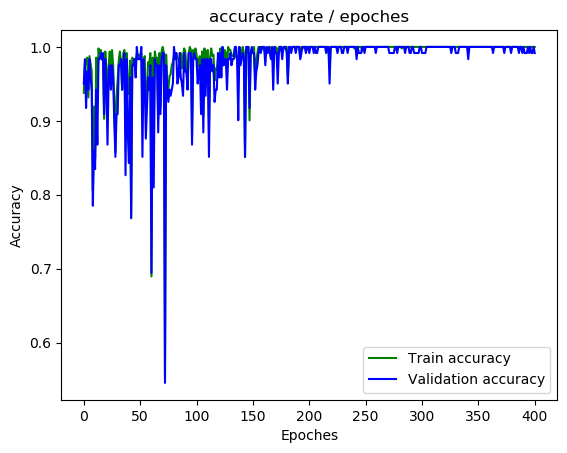 accuracy rate / epoches
1.0
0.9
0.8
0.7
0.6
Accuracy
Train accuracy
Validation accuracy
0 50 100 150 200 250 300 350 400
Epoches